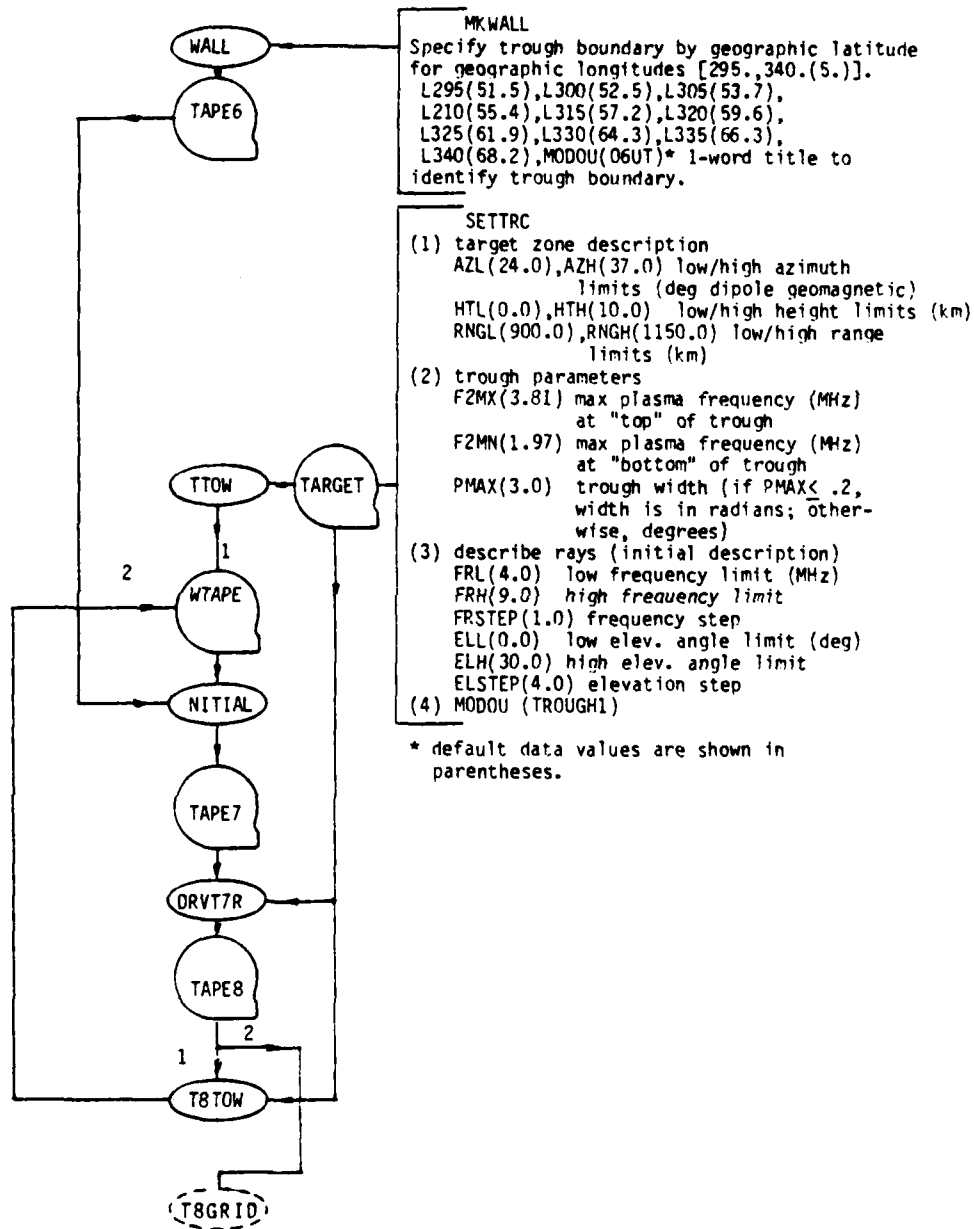 MKWALL
Specify trough boundary by geographic latitude
for geographic longitudes [295.,340.(5.)].
L295(51.5),L300(52.5),L305(53.7),
L210(55.4),L315(57.2),L320(59.6),
L325(61.9),L330(64.3),L335(66.3),
L340(68.2),MODOU(06UT)* 1-word title to
identify trough boundary.
WALL
TAPE6
SETTRC
(1) target zone description
AZL(24.0),AZH(37.0) low/high azimuth
limits (deg dipole geomagnetic)
HTL(0.0),HTH(10.0) low/high height limits (km)
RNGL(900.0),RNGH(1150.0) low/high range
limits (km)
(2) trough parameters
F2MX(3.81) max plasma frequency (MHz)
at "top" of trough
F2MN(1.97) max plasma frequency (MHz)
at "bottom" of trough
PMAX(3.0) trough width (if PMAX≤ .2,
width is in radians; other-
wise, degrees)
(3) describe rays (initial description)
FRL(4.0) low frequency limit (MHz)
FRH(9.0) high frequency limit
FRSTEP(1.0) frequency step
ELL(0.0) low elev. angle limit (deg)
ELH(30.0) high elev. angle limit
ELSTEP(4.0) elevation step
(4) MODOU (TROUGH1)
* default data values are shown in
parentheses.
TTOW
TARGET
1
2
WTAPE
NITIAL
TAPE7
DRVT7R
TAPE8
2
1
T8TOW
T8GRID